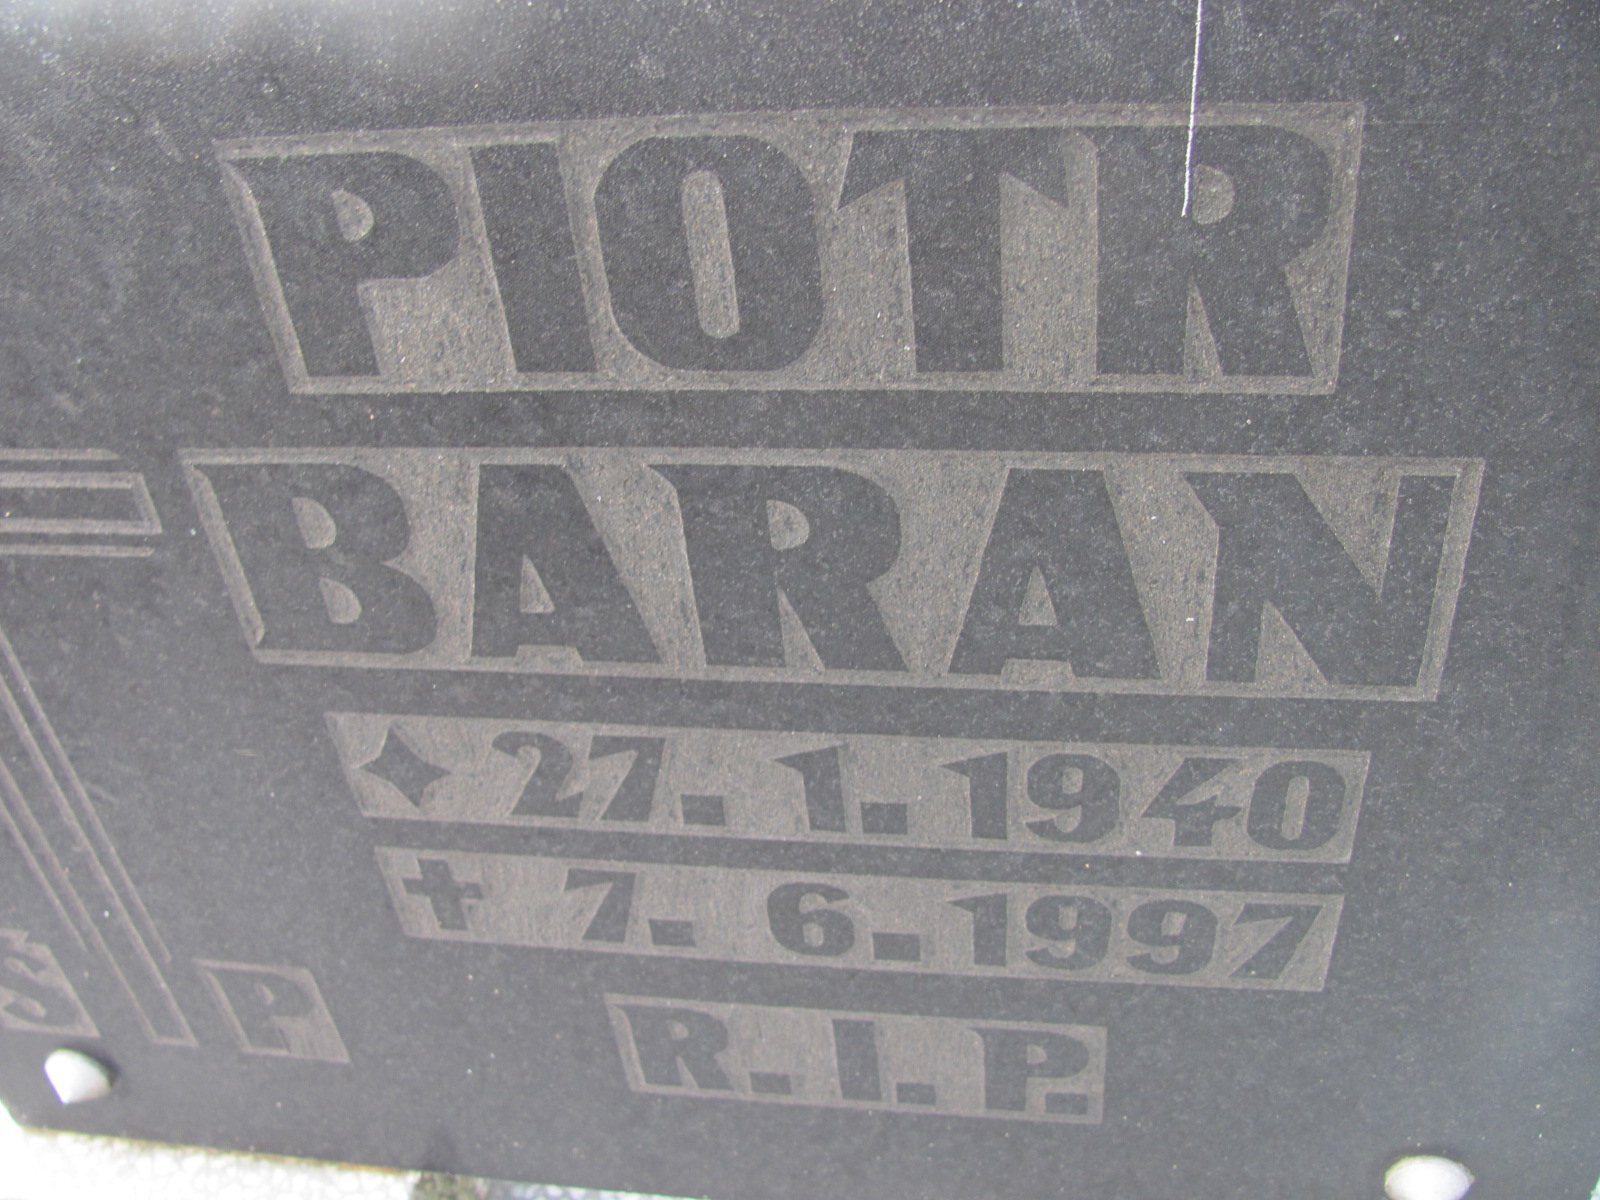 PIOTR
BARAN
✦ 27. 1. 1940
✝ 7. 6. 1997
Ś P
R. I. P.